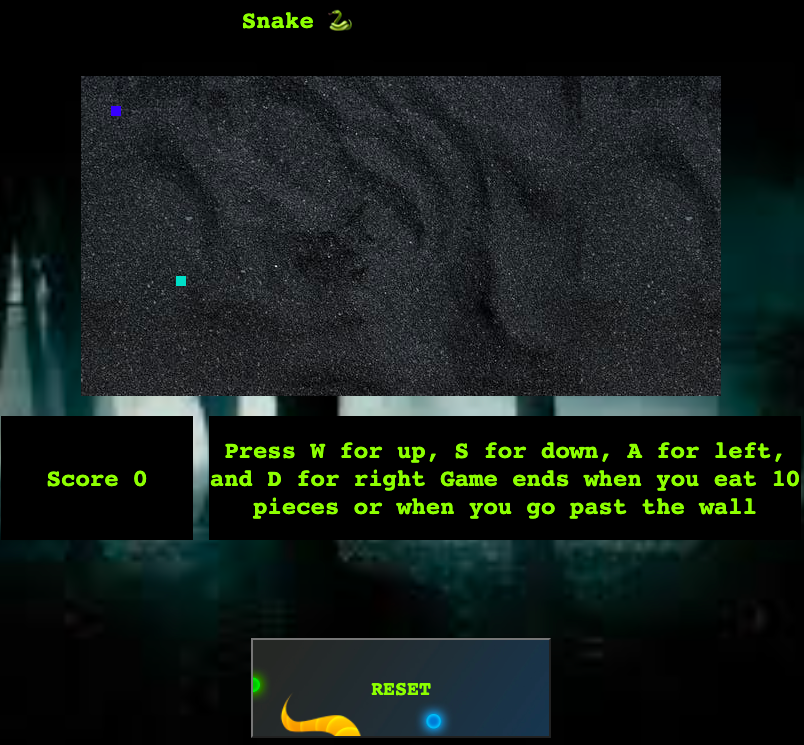 Snake 🐍
Score 0
Press W for up, S for down, A for left,
and D for right Game ends when you eat 10
pieces or when you go past the wall
RESET